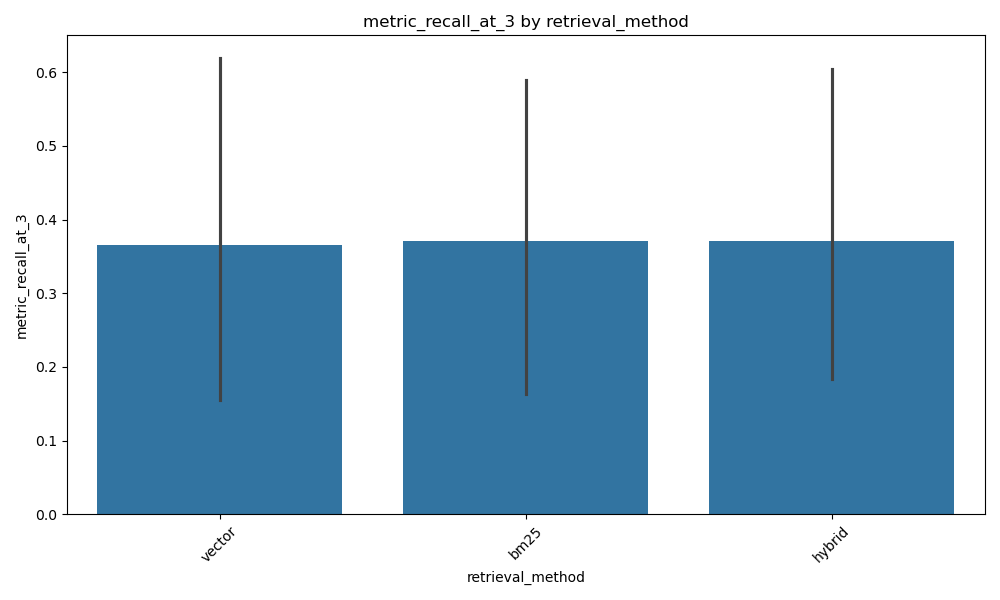 metric_recall_at_3 by retrieval_method
metric_recall_at_3
0.6
0.5
0.4
0.3
0.2
0.1
0.0
vector
bm25
hybrid
retrieval_method